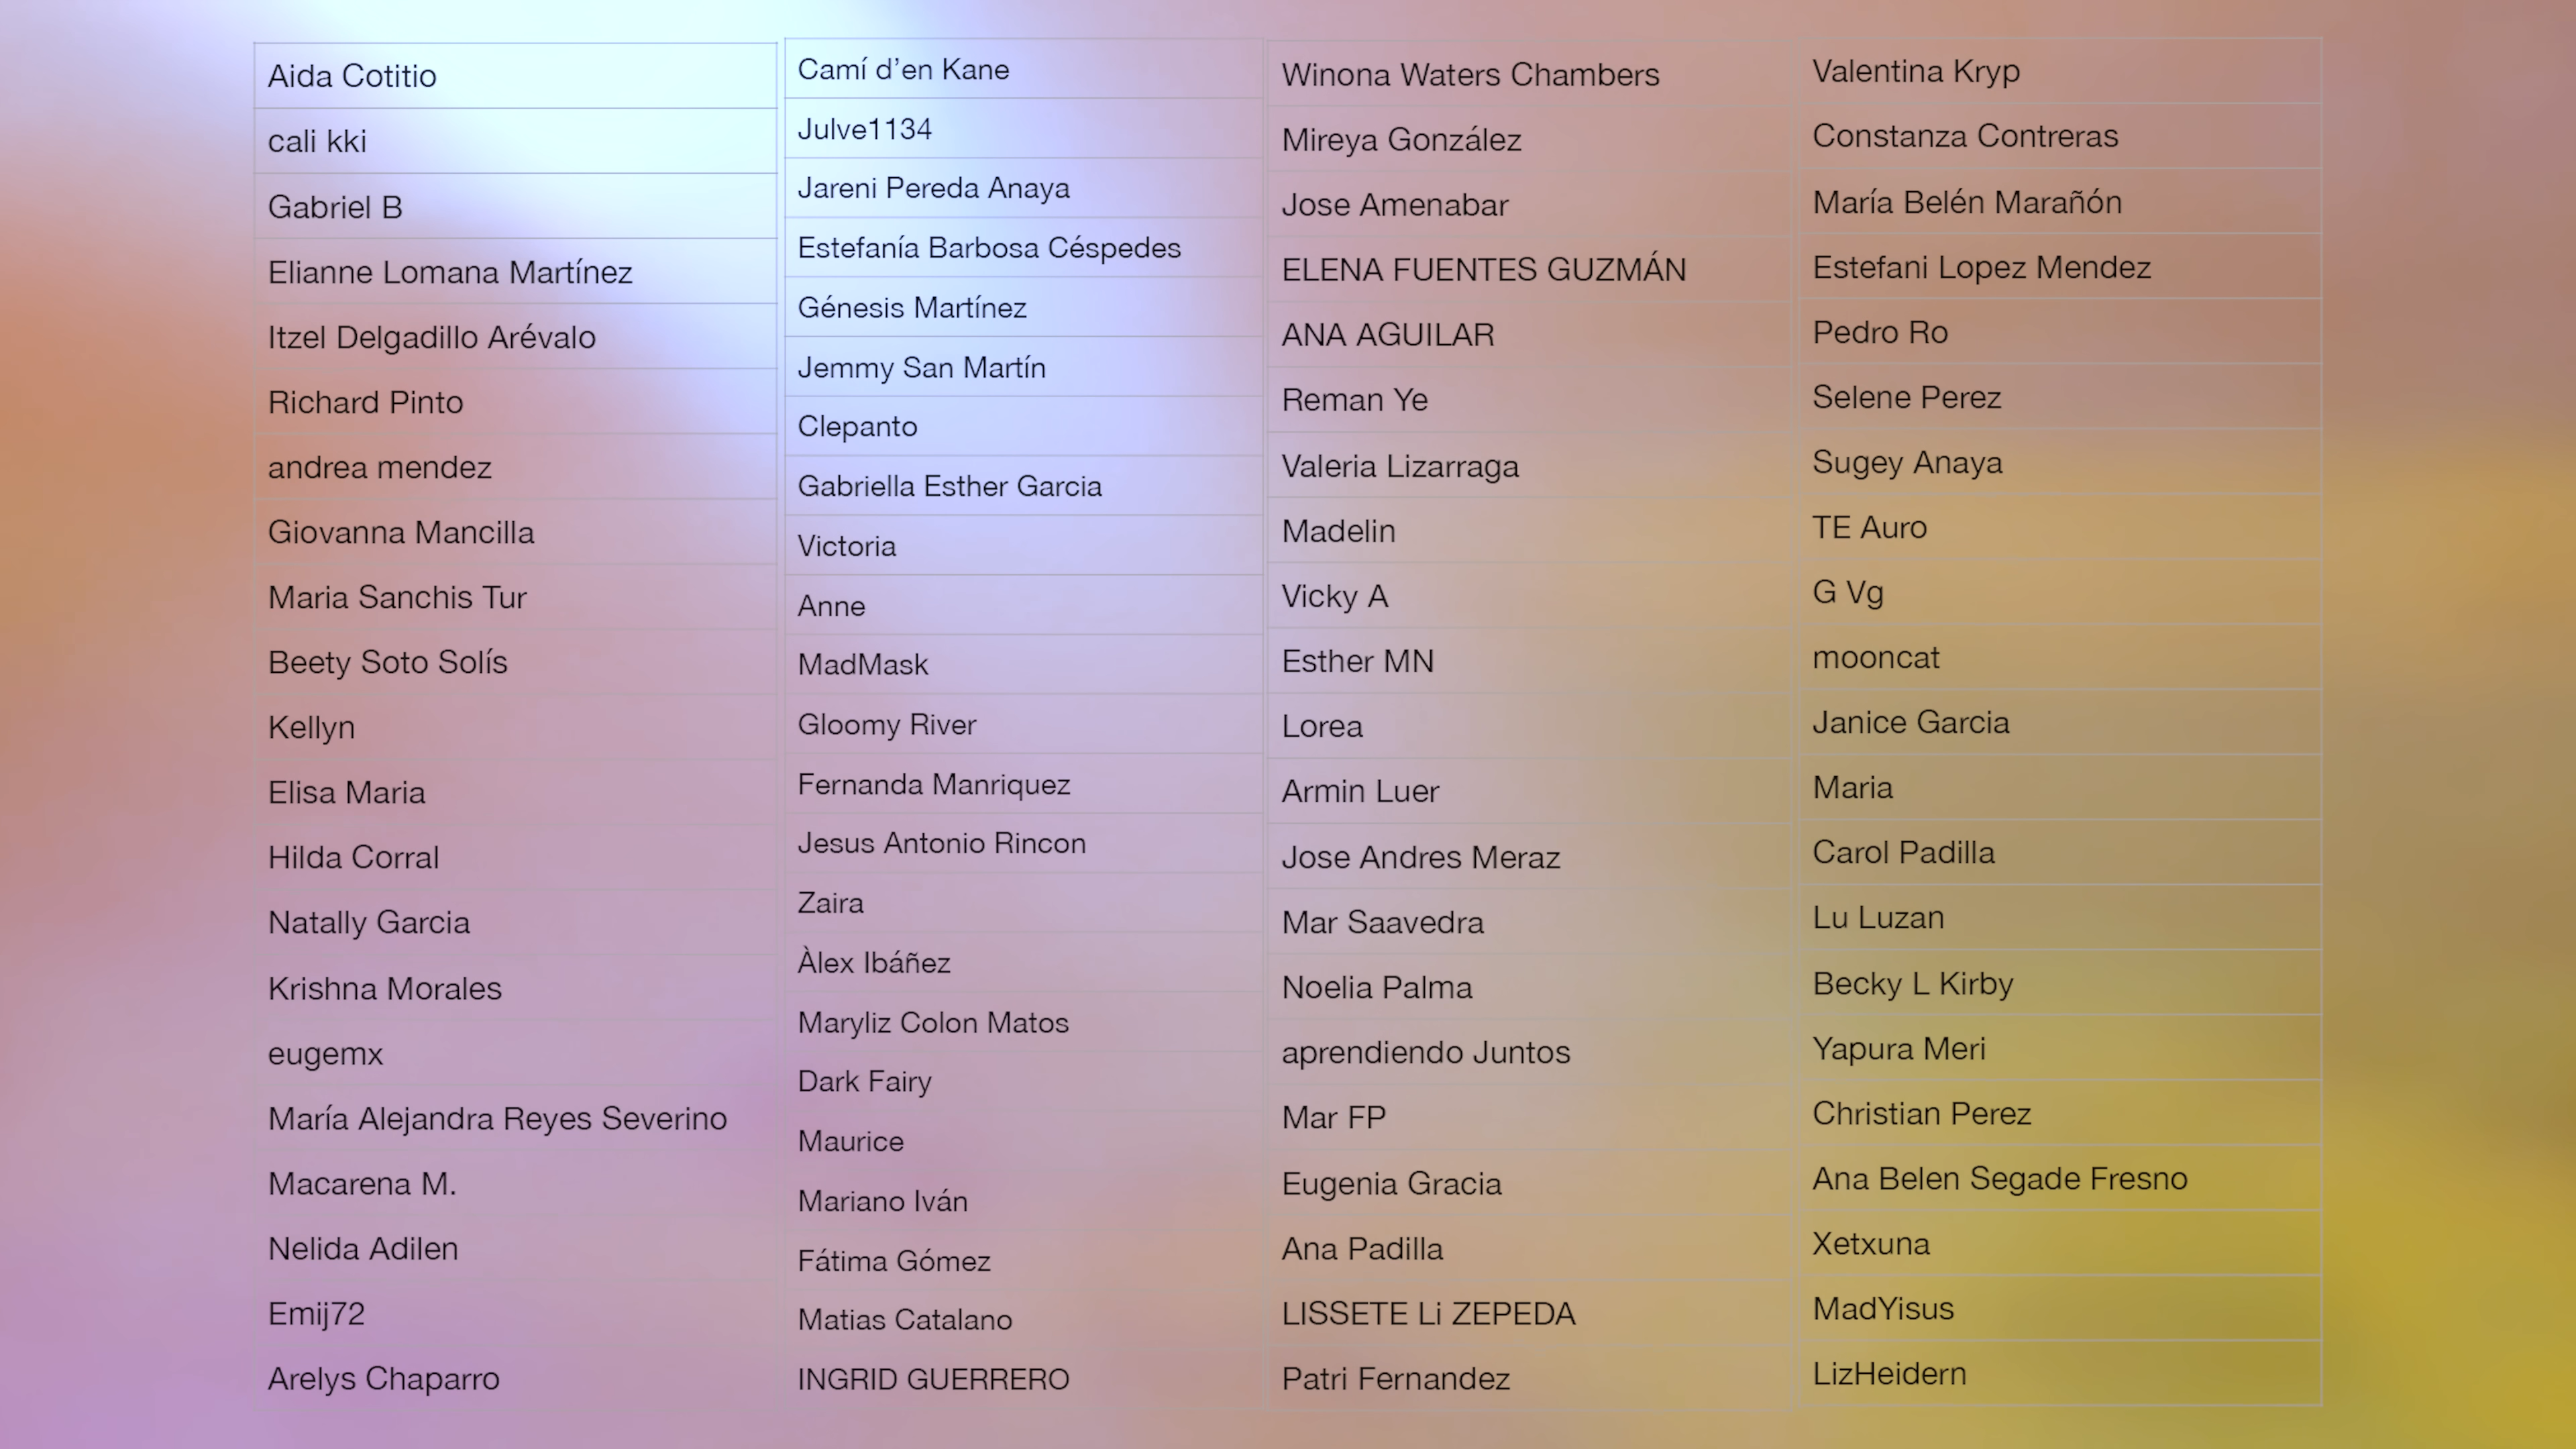 Aida Cotitio
cali kki
Gabriel B
Elianne Lomana Martínez
Itzel Delgadillo Arévalo
Richard Pinto
andrea mendez
Giovanna Mancilla
Maria Sanchis Tur
Beety Soto Solís
Kellyn
Elisa Maria
Hilda Corral
Natally Garcia
Krishna Morales
eugemx
María Alejandra Reyes Severino
Macarena M.
Nelida Adilen
Emij72
Arelys Chaparro
Camí d’en Kane
Julve1134
Jareni Pereda Anaya
Estefanía Barbosa Céspedes
Génesis Martínez
Jemmy San Martín
Clepanto
Gabriella Esther Garcia
Victoria
Anne
MadMask
Gloomy River
Fernanda Manriquez
Jesus Antonio Rincon
Zaira
Àlex Ibáñez
Maryliz Colon Matos
Dark Fairy
Maurice
Mariano Iván
Fátima Gómez
Matias Catalano
INGRID GUERRERO
Winona Waters Chambers
Mireya González
Jose Amenabar
ELENA FUENTES GUZMÁN
ANA AGUILAR
Reman Ye
Valeria Lizarraga
Madelin
Vicky A
Esther MN
Lorea
Armin Luer
Jose Andres Meraz
Mar Saavedra
Noelia Palma
aprendiendo Juntos
Mar FP
Eugenia Gracia
Ana Padilla
LISSETE Li ZEPEDA
Patri Fernandez
Valentina Kryp
Constanza Contreras
María Belén Marañón
Estefani Lopez Mendez
Pedro Ro
Selene Perez
Sugey Anaya
TE Auro
G Vg
mooncat
Janice Garcia
Maria
Carol Padilla
Lu Luzan
Becky L Kirby
Yapura Meri
Christian Perez
Ana Belen Segade Fresno
Xetxuna
MadYisus
LizHeidern